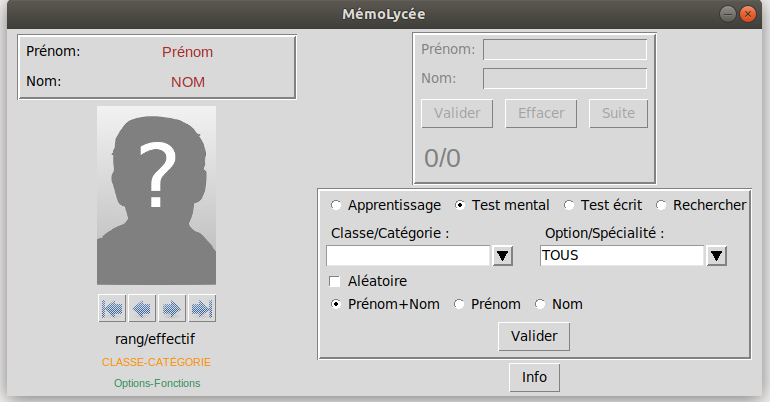 MémoLycée
Prénom: Prénom
Nom: NOM
?
rang/effectif
CLASSE-CATÉGORIE
Options-Fonctions
Prénom:
Nom:
Valider Effacer Suite
0/0
Apprentissage Test mental Test écrit Rechercher
Classe/Catégorie : Option/Spécialité :
TOUS
Aléatoire
Prénom+Nom Prénom Nom
Valider
Info